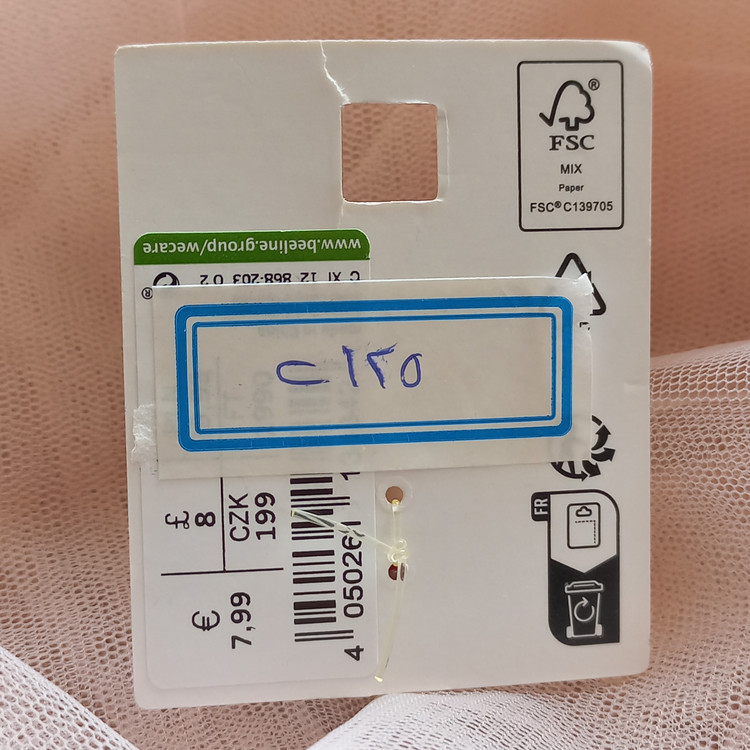 FSC®
MIX
Paper
FSC® C139705
www.beeline.group/wecare
C XI 12 868-203 0 2
®
١٢٥
£
8
CZK
199
€
7,99
4 050261
FR